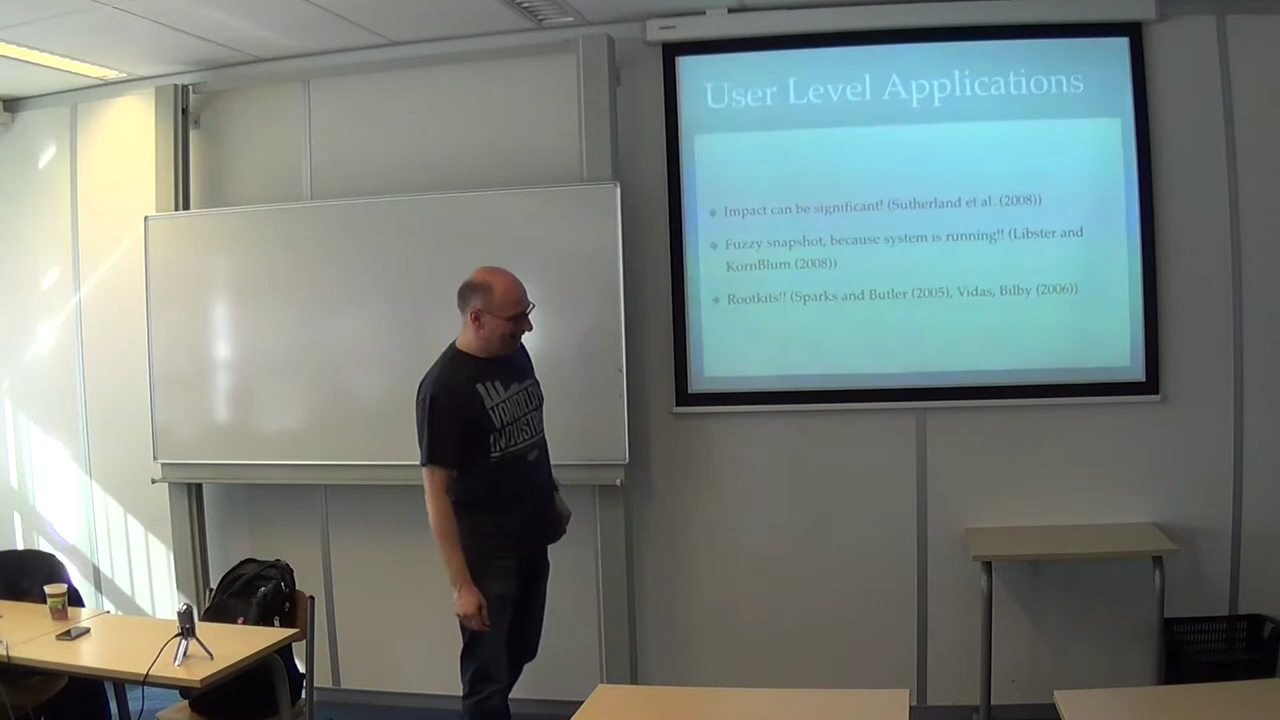 User Level Applications
Impact can be significant! (Sutherland et al. (2008))
Fuzzy snapshot, because system is running!! (Libster and
KornBlum (2008))
Rootkits!! (Sparks and Butler (2005), Vidas, Bilby (2006))